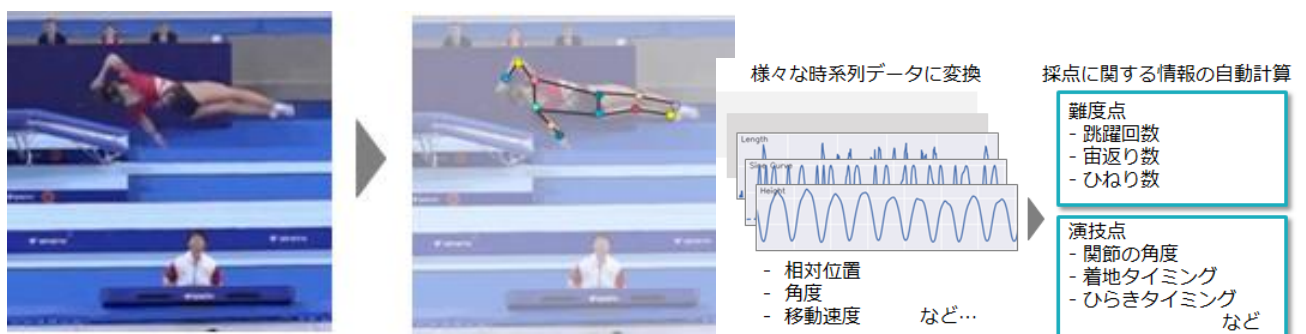 様々な時系列データに変換
Length
Height
- 相対位置
- 角度
- 移動速度 など…
採点に関する情報の自動計算
難度点
- 跳躍回数
- 宙返り数
- ひねり数
演技点
- 関節の角度
- 着地タイミング
- ひらきタイミング
など